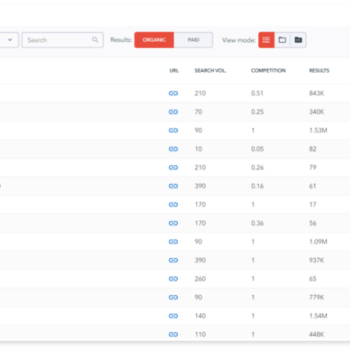 Search Results: ORGANIC PAID View mode:
URL SEARCH VOL. COMPETITION RESULTS
210 0.51 843K
70 0.25 340K
90 1 1.53M
10 0.05 82
210 0.26 79
390 0.16 61
170 1 17
170 0.36 56
90 1 1.09M
390 1 937K
260 1 65
90 1 779K
140 1 1.54M
110 1 448K